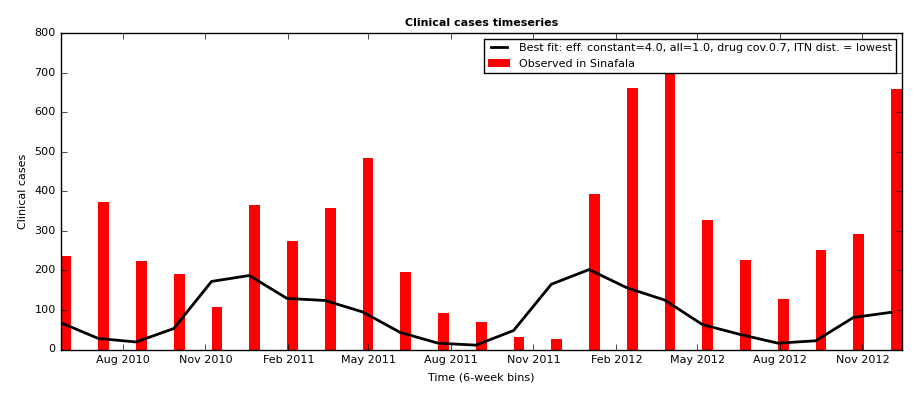 Clinical cases timeseries
800
700
600
500
400
300
200
100
0
Clinical cases
Best fit: eff. constant=4.0, all=1.0, drug cov.0.7, ITN dist. = lowest
Observed in Sinafala
Aug 2010 Nov 2010 Feb 2011 May 2011 Aug 2011 Nov 2011 Feb 2012 May 2012 Aug 2012 Nov 2012
Time (6-week bins)